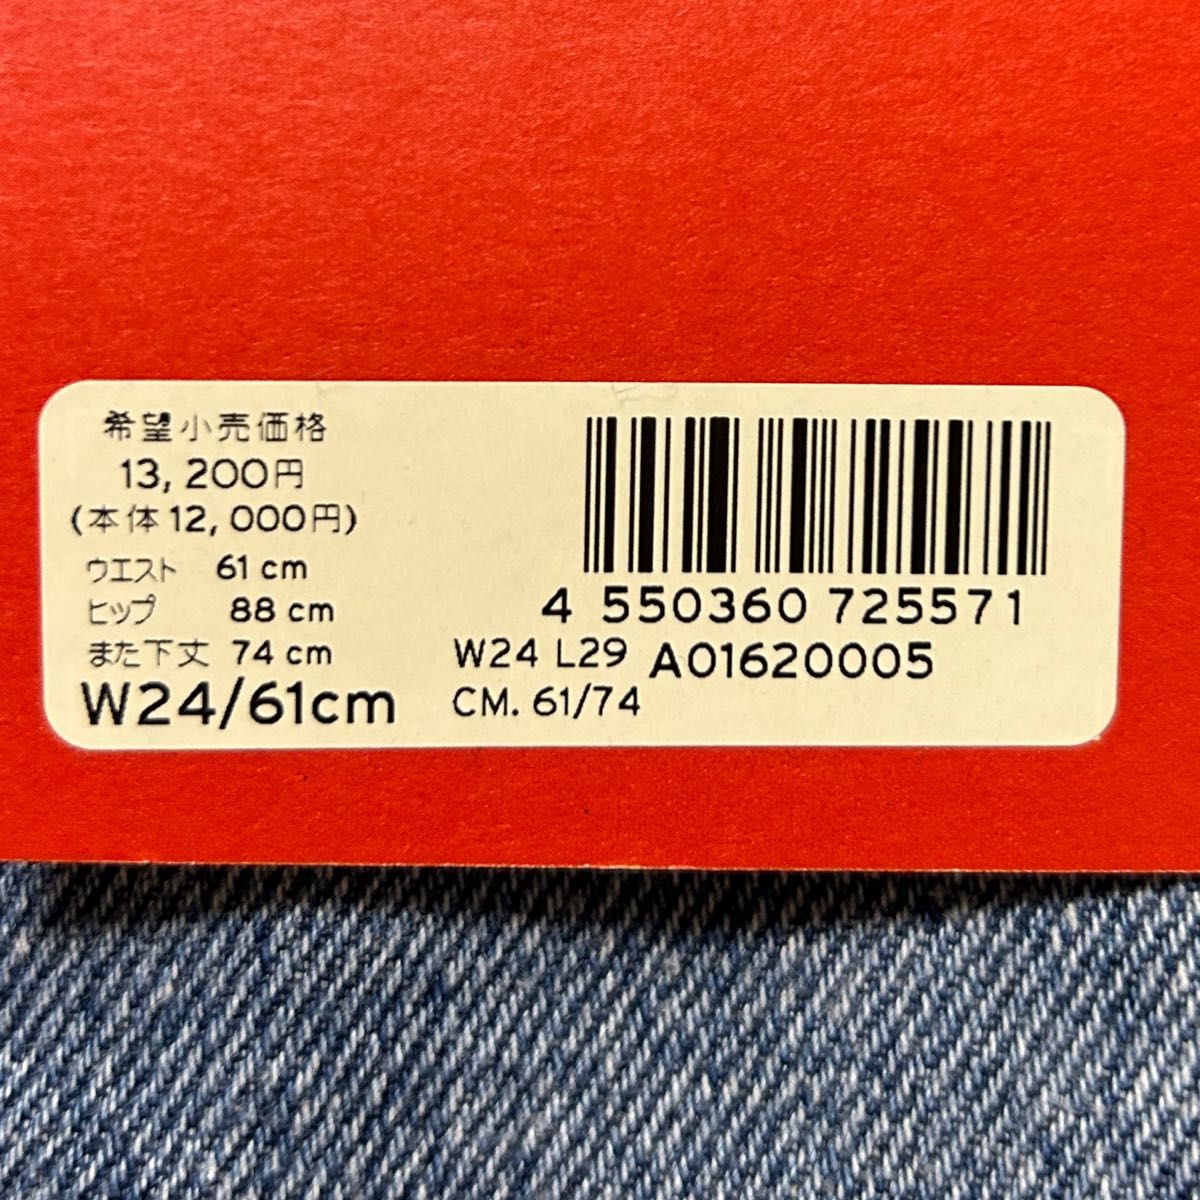 希望小売価格
13,200円
(本体12,000円)
ウエスト 61 cm
ヒップ 88 cm
また下丈 74 cm
W24/61cm
4 550360 725571
W24 L29 A01620005
CM. 61/74